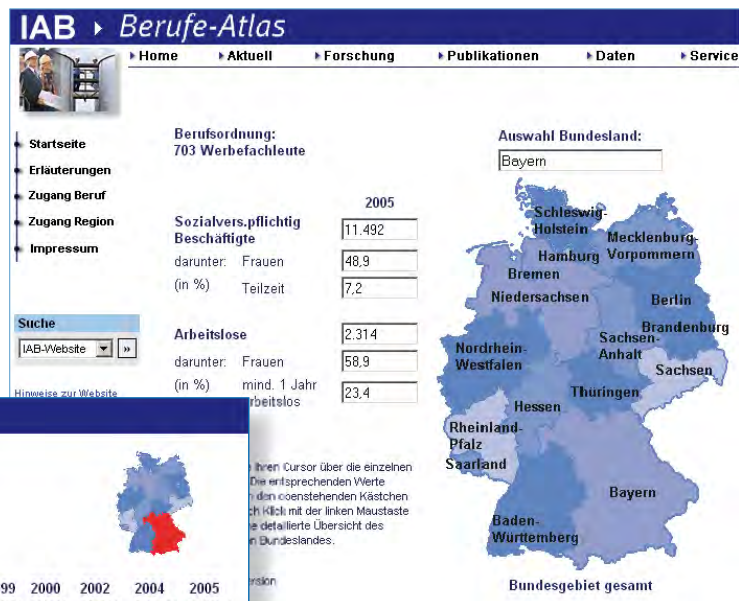 IAB Berufe-Atlas
Home Aktuell Forschung Publikationen Daten Service
Startseite
Erläuterungen
Zugang Beruf
Zugang Region
Impressum
Suche
IAB-Website »
Hinweise zur Website
Berufsordnung:
703 Werbefachleute
2005
Sozialvers.pflichtig
Beschäftigte 11.492
darunter: Frauen 48,9
(in %) Teilzeit 7,2
Arbeitslose 2.314
darunter: Frauen 58,9
(in %) mind. 1 Jahr
rbeitslos 23,4
Ihren Cursor über die einzelnen
Die entsprechenden Werte
den obenstehenden Kästchen
ch Klick mit der linken Maustaste
e detaillierte Übersicht des
n Bundeslandes.
rsion
Auswahl Bundesland:
Bayern
Schleswig-
Holstein
Mecklenburg-
Vorpommern
Hamburg
Bremen
Niedersachsen
Berlin
Brandenburg
Sachsen-
Anhalt
Nordrhein-
Westfalen
Sachsen
Thüringen
Hessen
Rheinland-
Pfalz
Saarland
Bayern
Baden-
Württemberg
Bundesgebiet gesamt
99 2000 2002 2004 2005